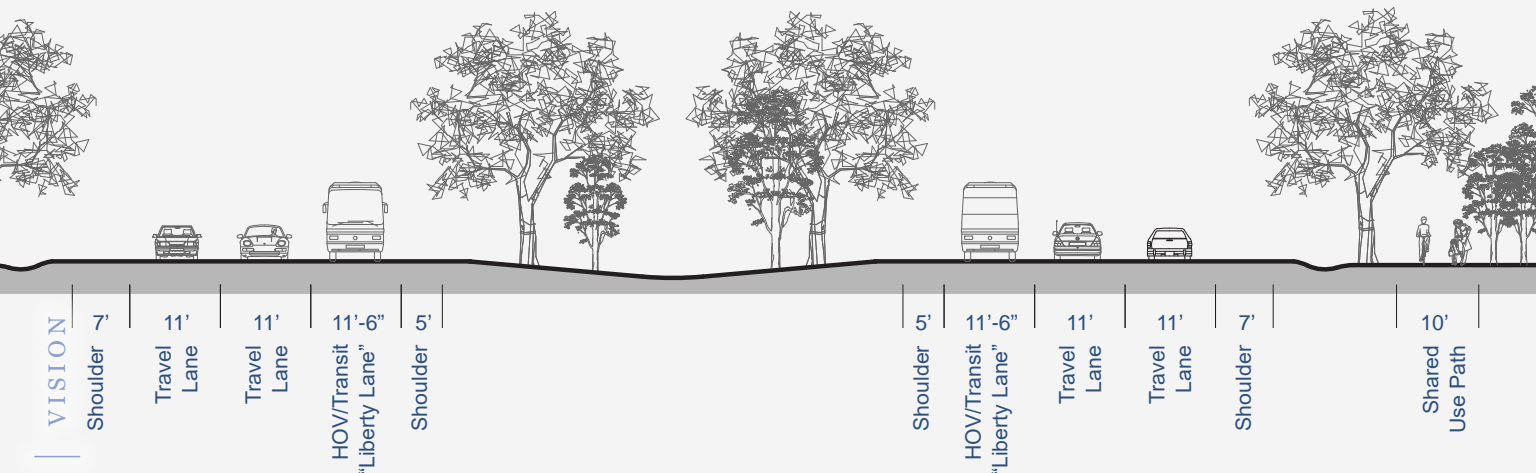 7’ 11’ 11’ 11’-6” 5’ 5’ 11’-6” 11’ 11’ 7’ 10’
VISION
Shoulder
Travel
Lane
Travel
Lane
HOV/Transit
“Liberty Lane”
Shoulder
Shoulder
HOV/Transit
“Liberty Lane”
Travel
Lane
Travel
Lane
Shoulder
Shared
Use Path